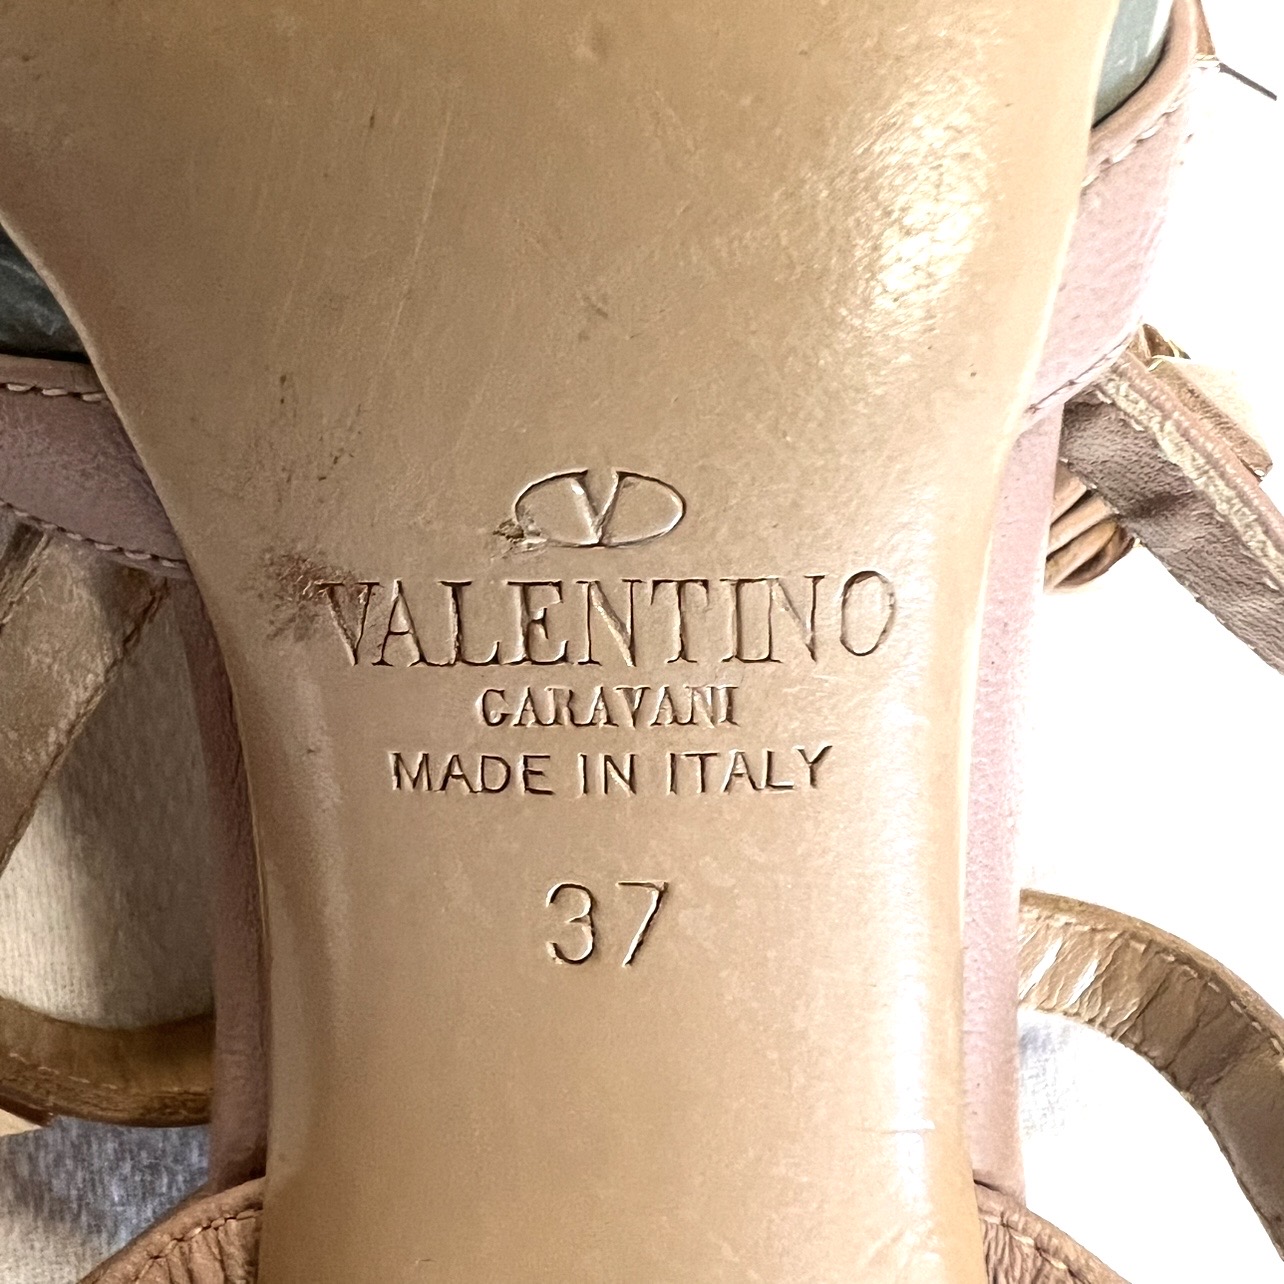 V
VALENTINO
GARAVANI
MADE IN ITALY
37